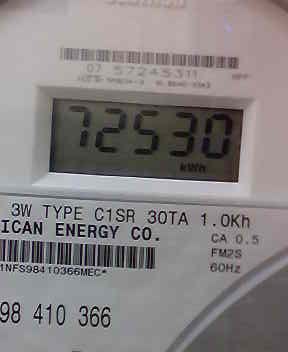 07 57245311
72530
kWh
3W TYPE C1SR 30TA 1.0Kh
ICAN ENERGY CO.
CA 0.5
FM2S
1NFS98410366MEC*
60Hz
98 410 366